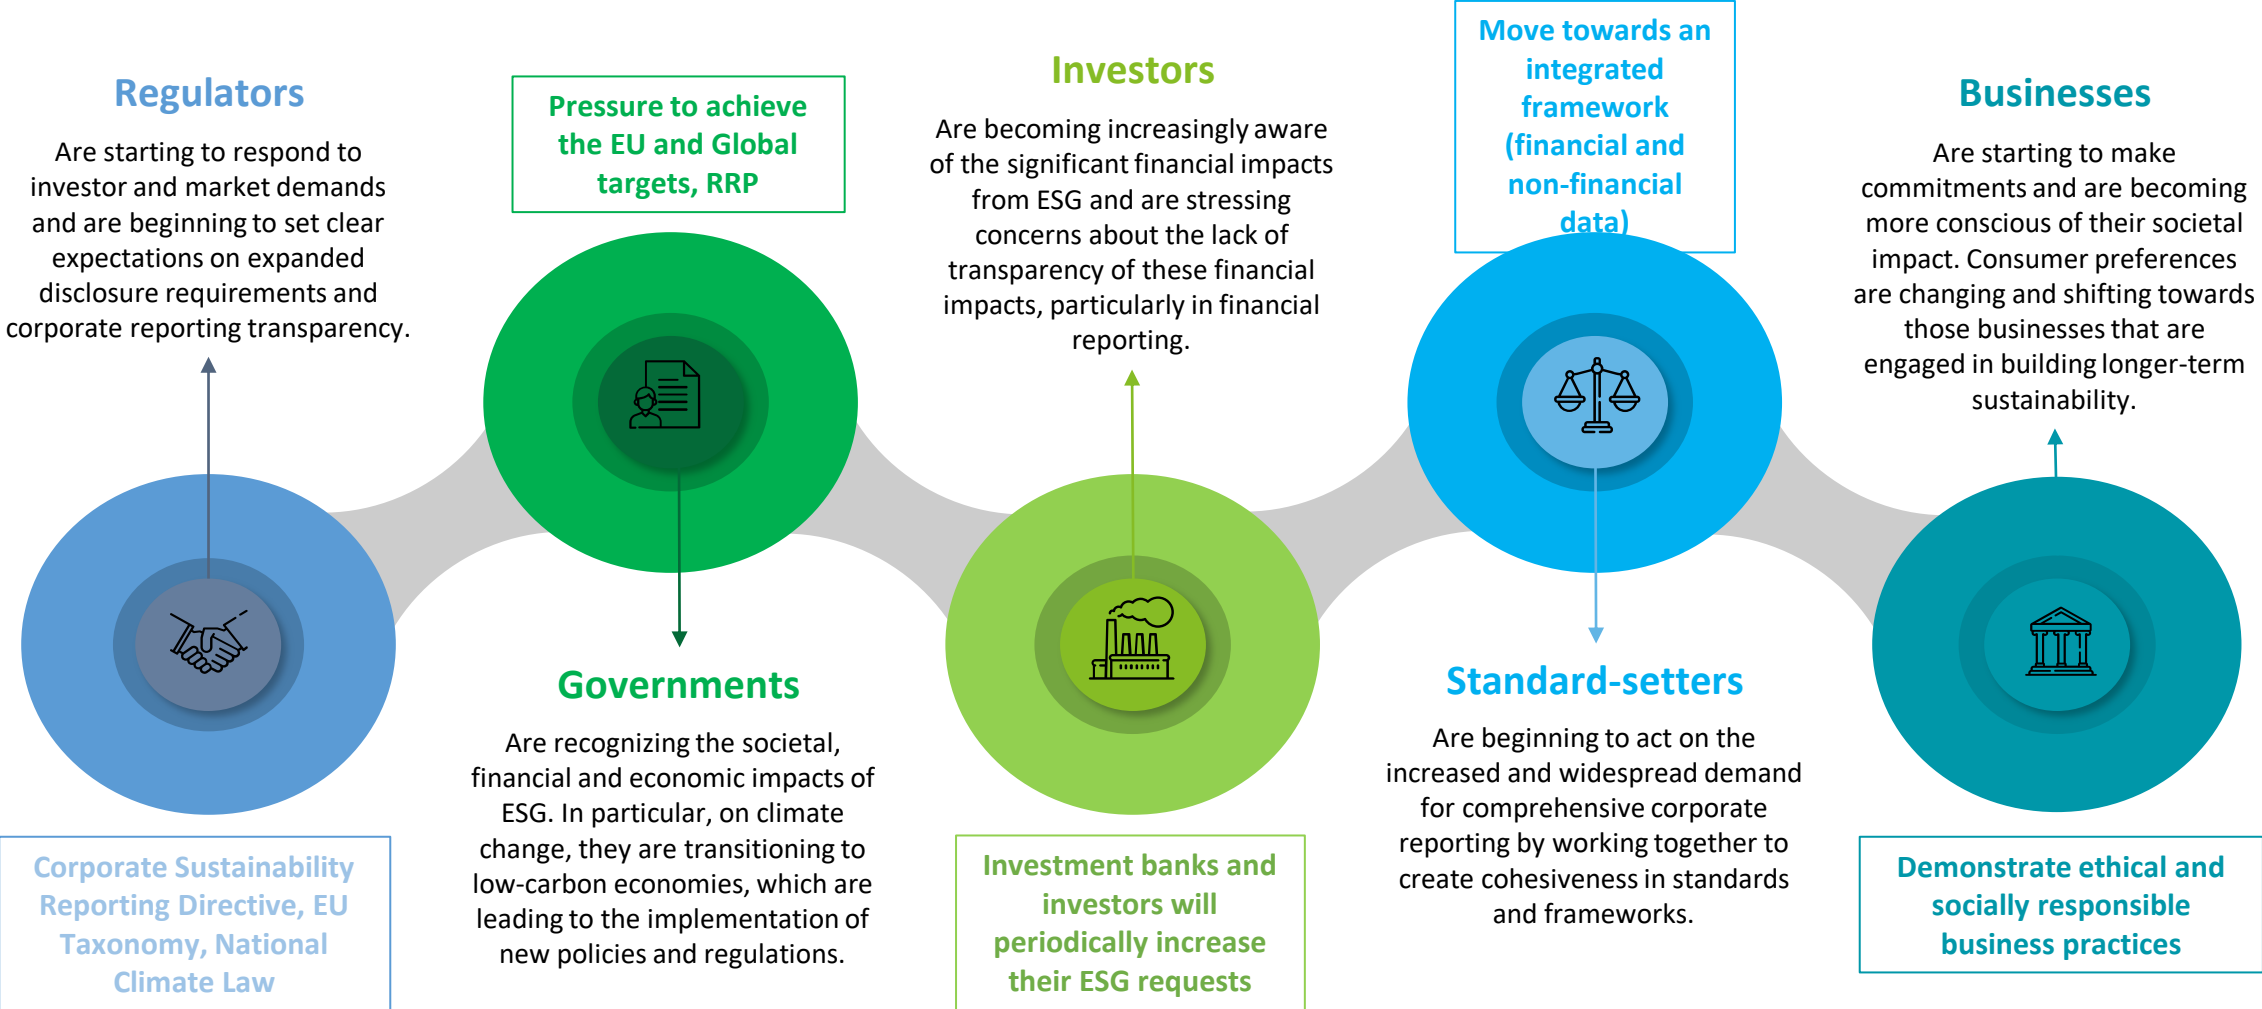 Regulators
Are starting to respond to
investor and market demands
and are beginning to set clear
expectations on expanded
disclosure requirements and
corporate reporting transparency.
Corporate Sustainability
Reporting Directive, EU
Taxonomy, National
Climate Law
Pressure to achieve
the EU and Global
targets, RRP
Governments
Are recognizing the societal,
financial and economic impacts of
ESG. In particular, on climate
change, they are transitioning to
low-carbon economies, which are
leading to the implementation of
new policies and regulations.
Investors
Are becoming increasingly aware
of the significant financial impacts
from ESG and are stressing
concerns about the lack of
transparency of these financial
impacts, particularly in financial
reporting.
Investment banks and
investors will
periodically increase
their ESG requests
Move towards an
integrated
framework
(financial and
non-financial
data)
Standard-setters
Are beginning to act on the
increased and widespread demand
for comprehensive corporate
reporting by working together to
create cohesiveness in standards
and frameworks.
Businesses
Are starting to make
commitments and are becoming
more conscious of their societal
impact. Consumer preferences
are changing and shifting towards
those businesses that are
engaged in building longer-term
sustainability.
Demonstrate ethical and
socially responsible
business practices